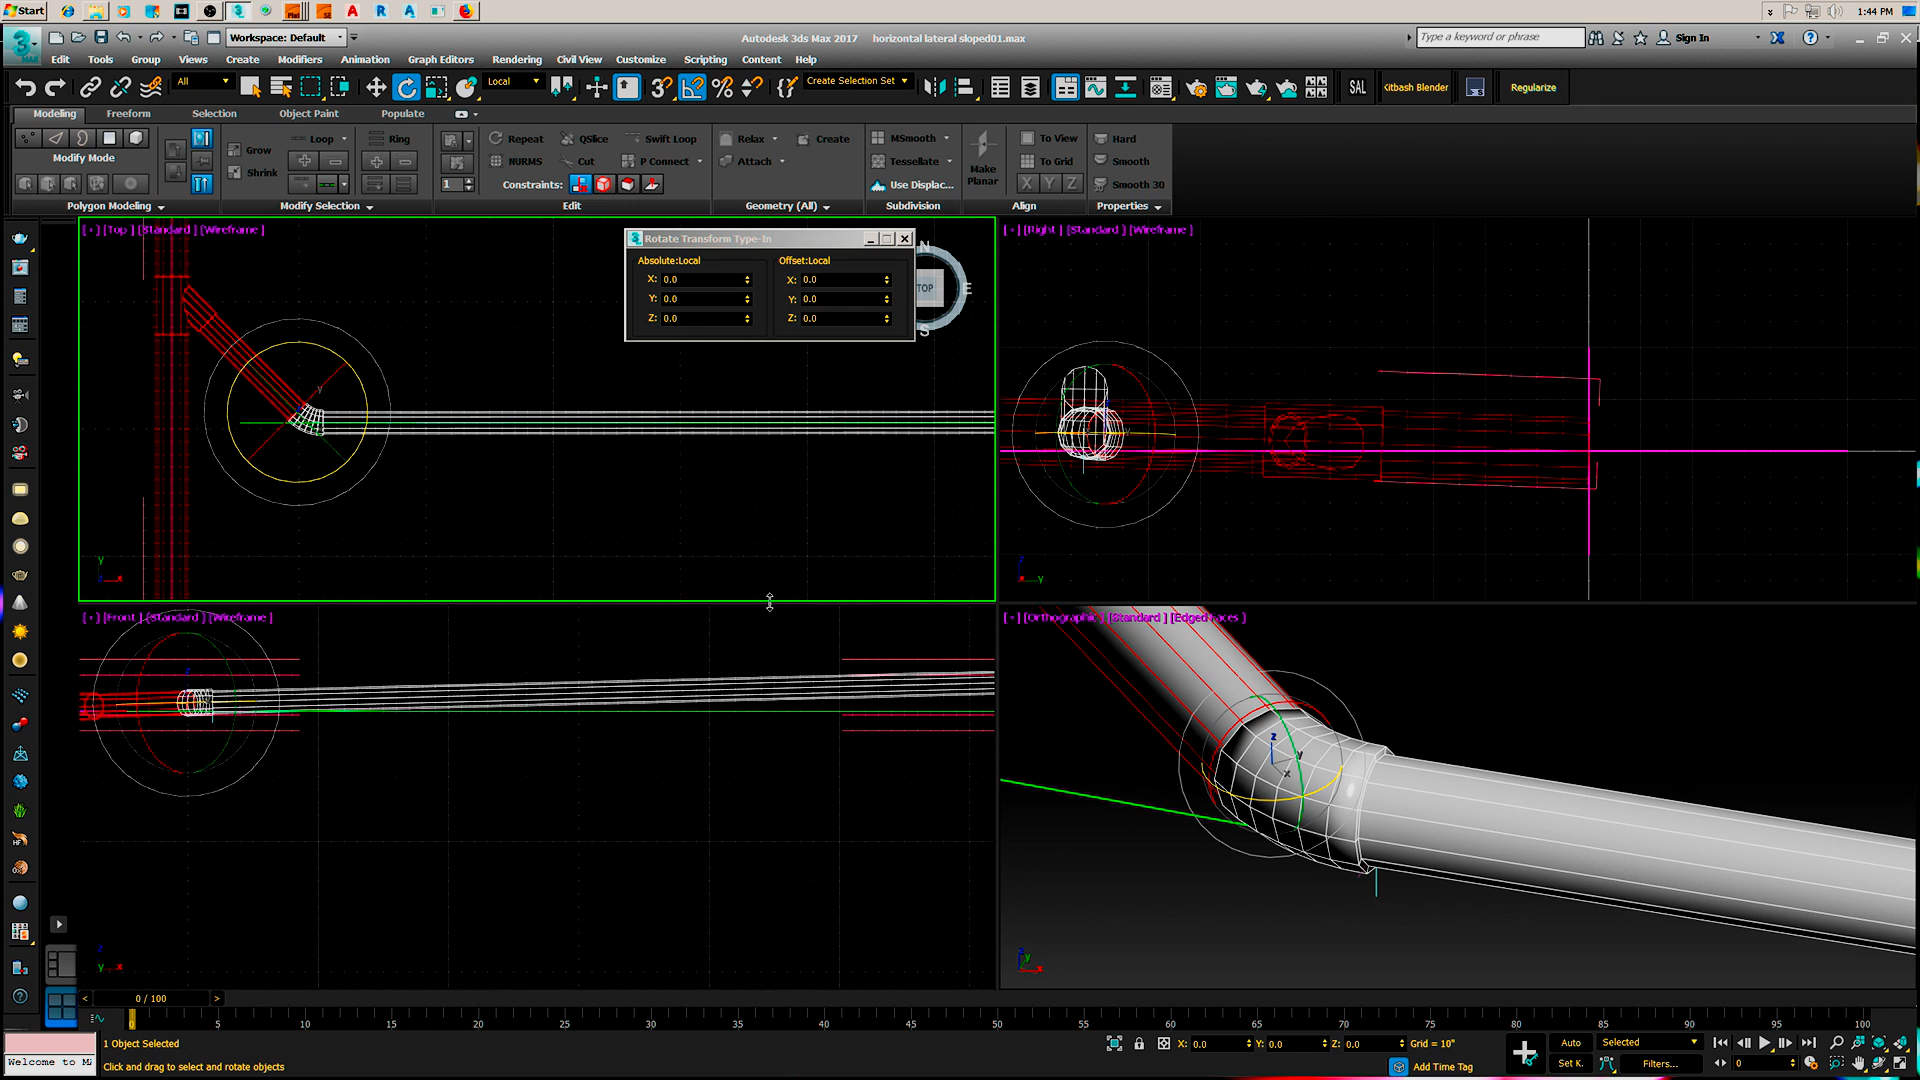 Start
1:44 PM
Workspace: Default
Autodesk 3ds Max 2017    horizontal lateral sloped01.max
Type a keyword or phrase
Sign In
MAX
Edit Tools Group Views Create Modifiers Animation Graph Editors Rendering Civil View Customize Scripting Content Help
All
Local
Create Selection Set
SAL
Kitbash Blender
Regularize
Modeling Freeform Selection Object Paint Populate
Loop Ring Repeat QSlice Swift Loop Relax Create MSmooth To View Hard
Modify Mode Grow NURMS Cut P Connect Attach Tessellate To Grid Smooth
Shrink 1 Constraints: Use Displac... Make Planar X Y Z Smooth 30
Polygon Modeling Modify Selection Edit Geometry (All) Subdivision Align Properties
[+] [Top] [Standard] [Wireframe]
[+] [Right] [Standard] [Wireframe]
Rotate Transform Type-In
Absolute:Local Offset:Local
X: 0.0 X: 0.0
Y: 0.0 Y: 0.0
Z: 0.0 Z: 0.0
N
TOP E
S
y
y x
z
x y
[+] [Front] [Standard] [Wireframe]
[+] [Orthographic] [Standard] [Edged Faces]
z
z
y
x
z
y x
y
x
< 0 / 100 >
0 5 10 15 20 25 30 35 40 45 50 55 60 65 70 75 80 85 90 95 100
1 Object Selected
X: 0.0 Y: 0.0 Z: 0.0 Grid = 10"
Auto Selected
Welcome to M
Click and drag to select and rotate objects
Add Time Tag
Set K. Filters... 0